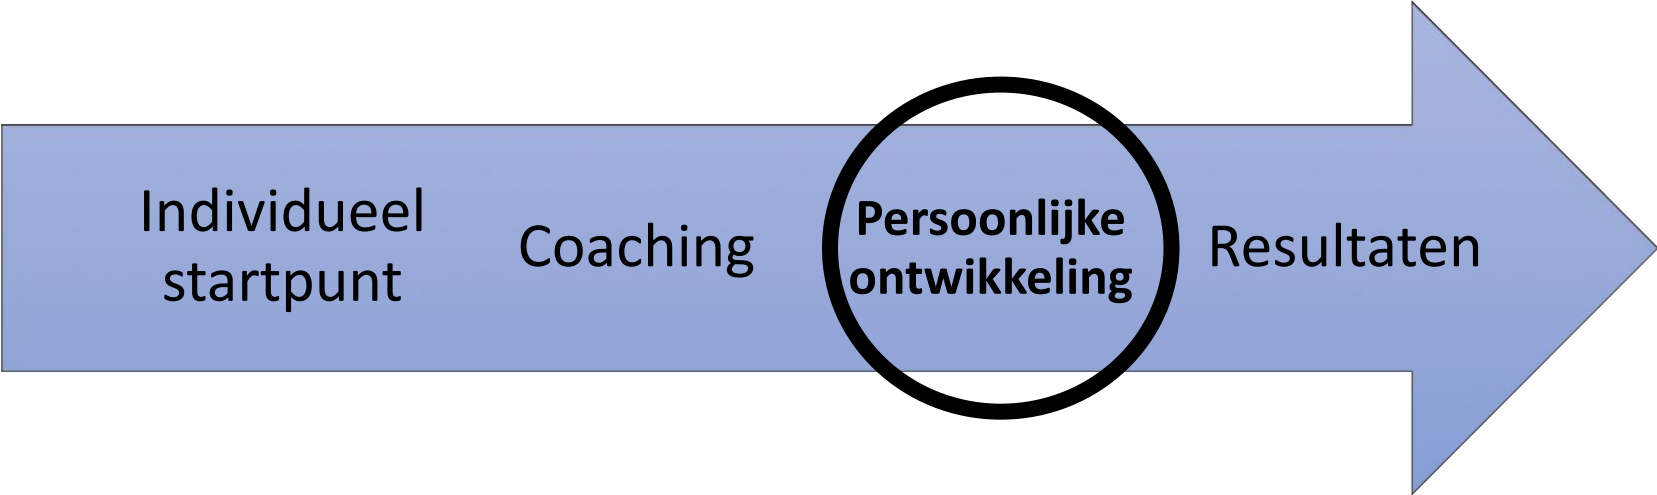 Individueel
startpunt
Coaching
Persoonlijke
ontwikkeling
Resultaten